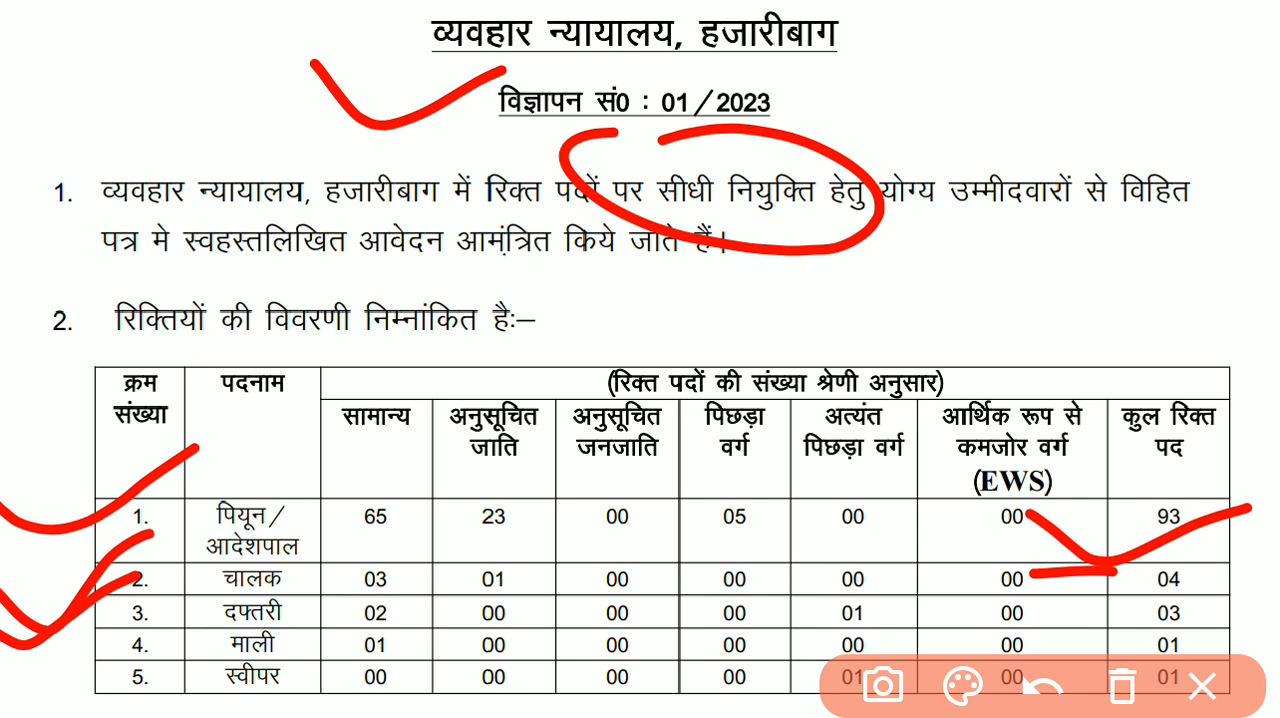 व्यवहार न्यायालय, हजारीबाग
विज्ञापन सं0 : 01/2023
1. व्यवहार न्यायालय, हजारीबाग में रिक्त पदों पर सीधी नियुक्ति हेतु योग्य उम्मीदवारों से विहित
पत्र मे स्वहस्तलिखित आवेदन आमंत्रित किये जाते हैं।
2. रिक्तियों की विवरणी निम्नांकित हैः–
क्रम संख्या पदनाम (रिक्त पदों की संख्या श्रेणी अनुसार)
सामान्य अनुसूचित जाति अनुसूचित जनजाति पिछड़ा वर्ग अत्यंत पिछड़ा वर्ग आर्थिक रूप से कमजोर वर्ग (EWS) कुल रिक्त पद
1. पियून/आदेशपाल 65 23 00 05 00 00 93
2. चालक 03 01 00 00 00 00 04
3. दफ्तरी 02 00 00 00 01 00 03
4. माली 01 00 00 00 00 00 01
5. स्वीपर 00 00 00 00 01 00 01